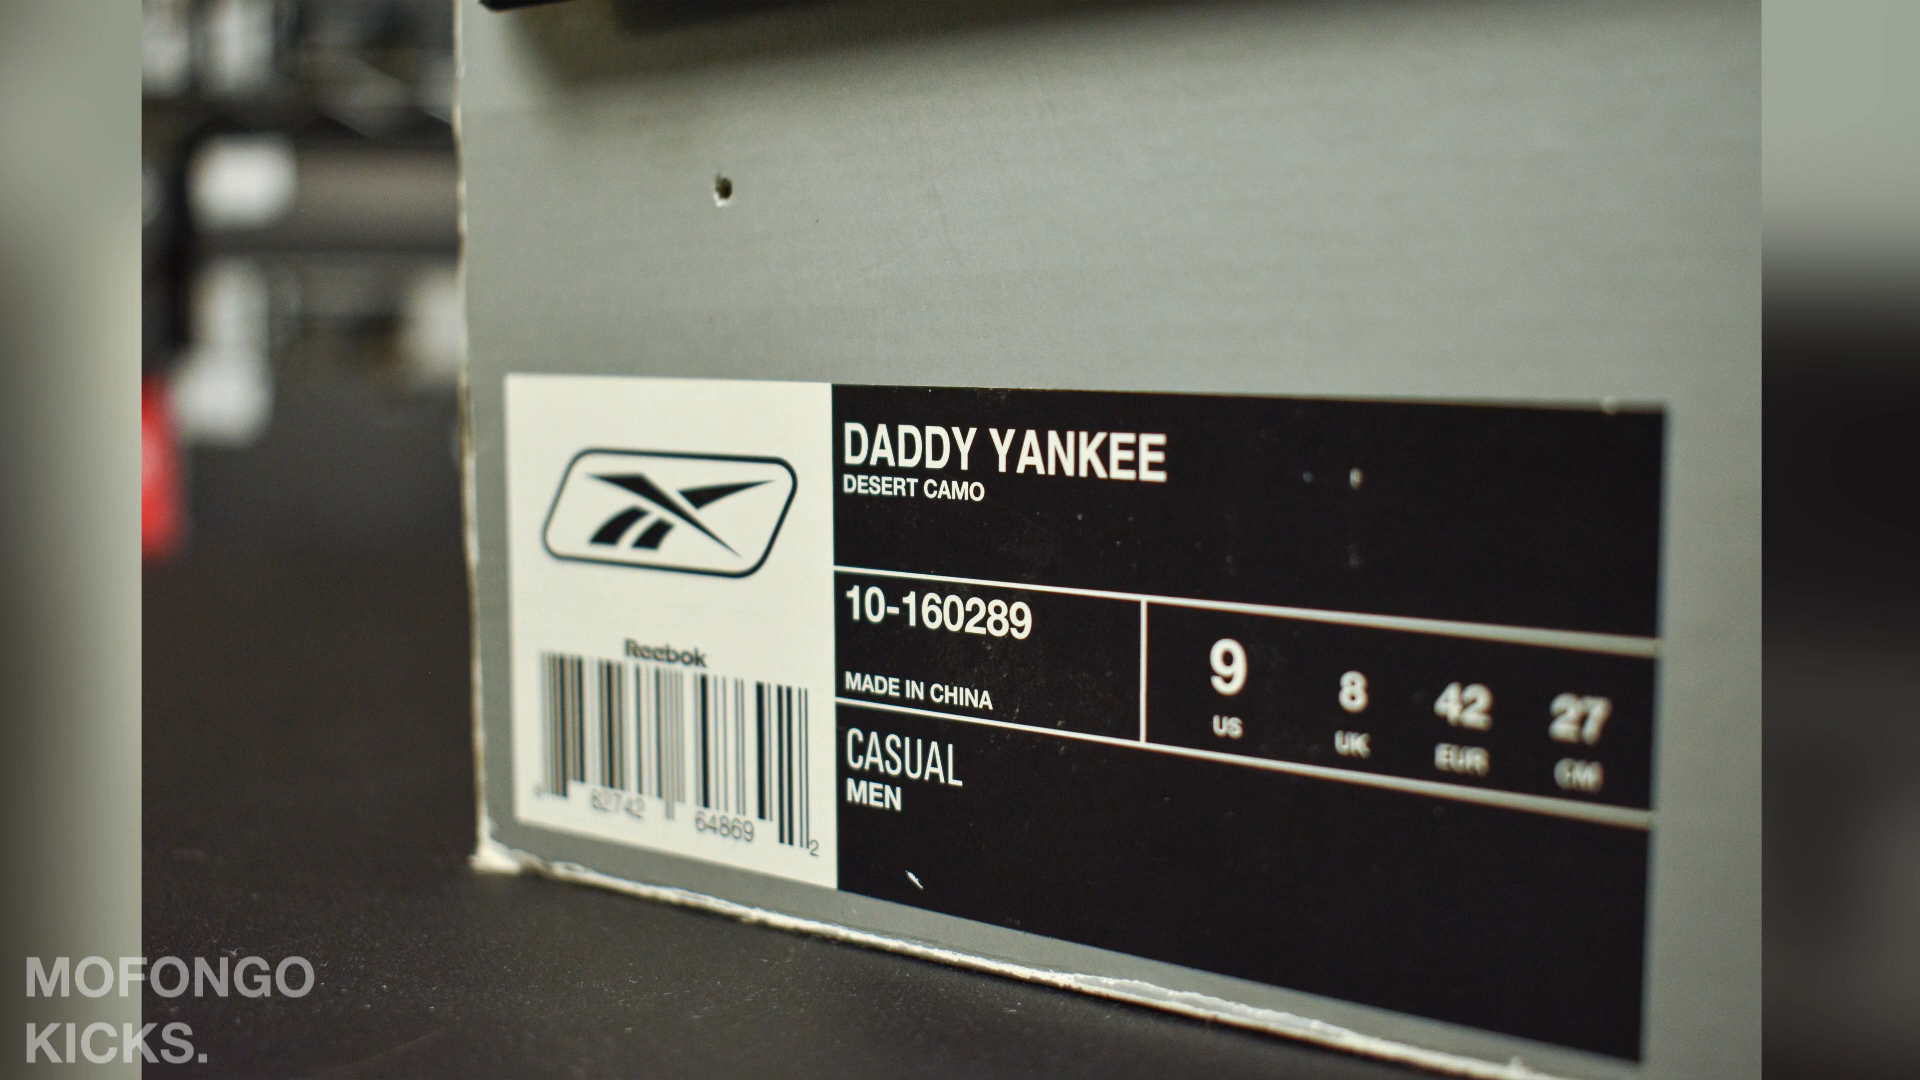 DADDY YANKEE
DESERT CAMO
10-160289
MADE IN CHINA
9 8 42 27
US UK EUR CM
CASUAL
MEN
Reebok
82742 64869 2
MOFONGO
KICKS.